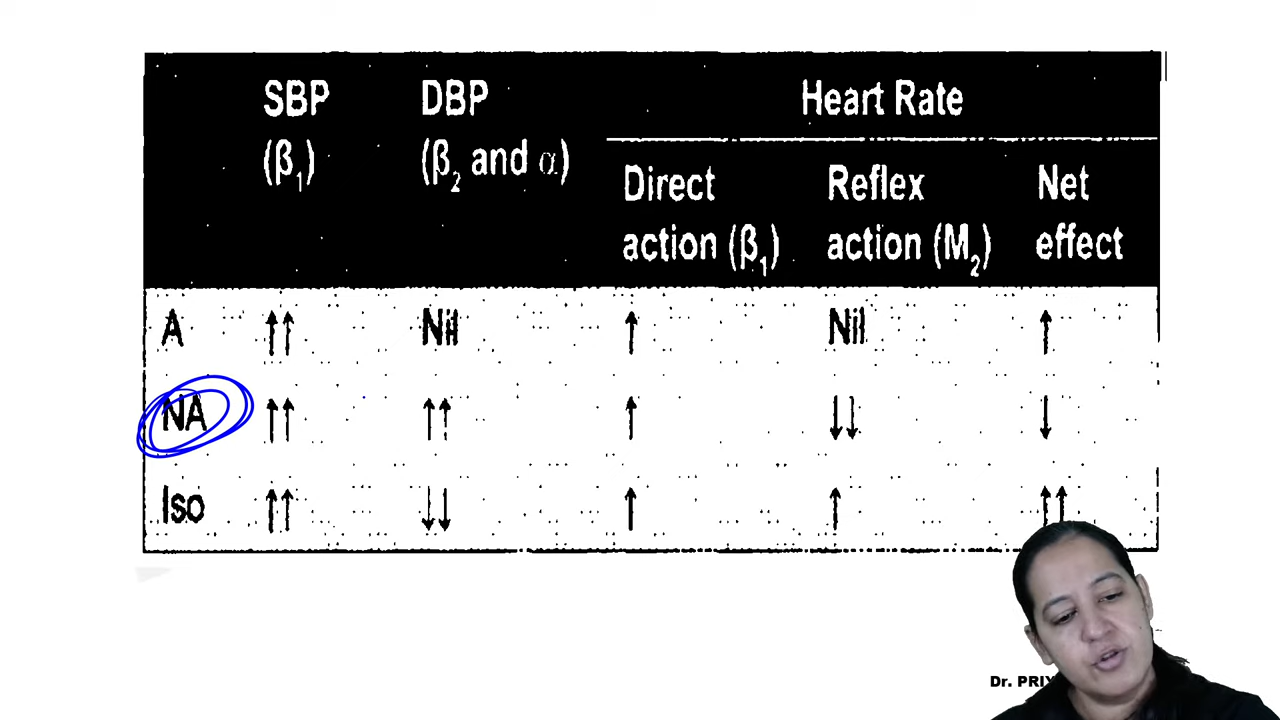 SBP DBP Heart Rate
(β₁) (β₂ and α)
Direct Reflex Net
action (β₁) action (M₂) effect
A ↑↑ Nil ↑ Nil ↑
NA ↑↑ ↑↑ ↑ ↓↓ ↓
Iso ↑↑ ↓↓ ↑ ↑ ↑↑
Dr.